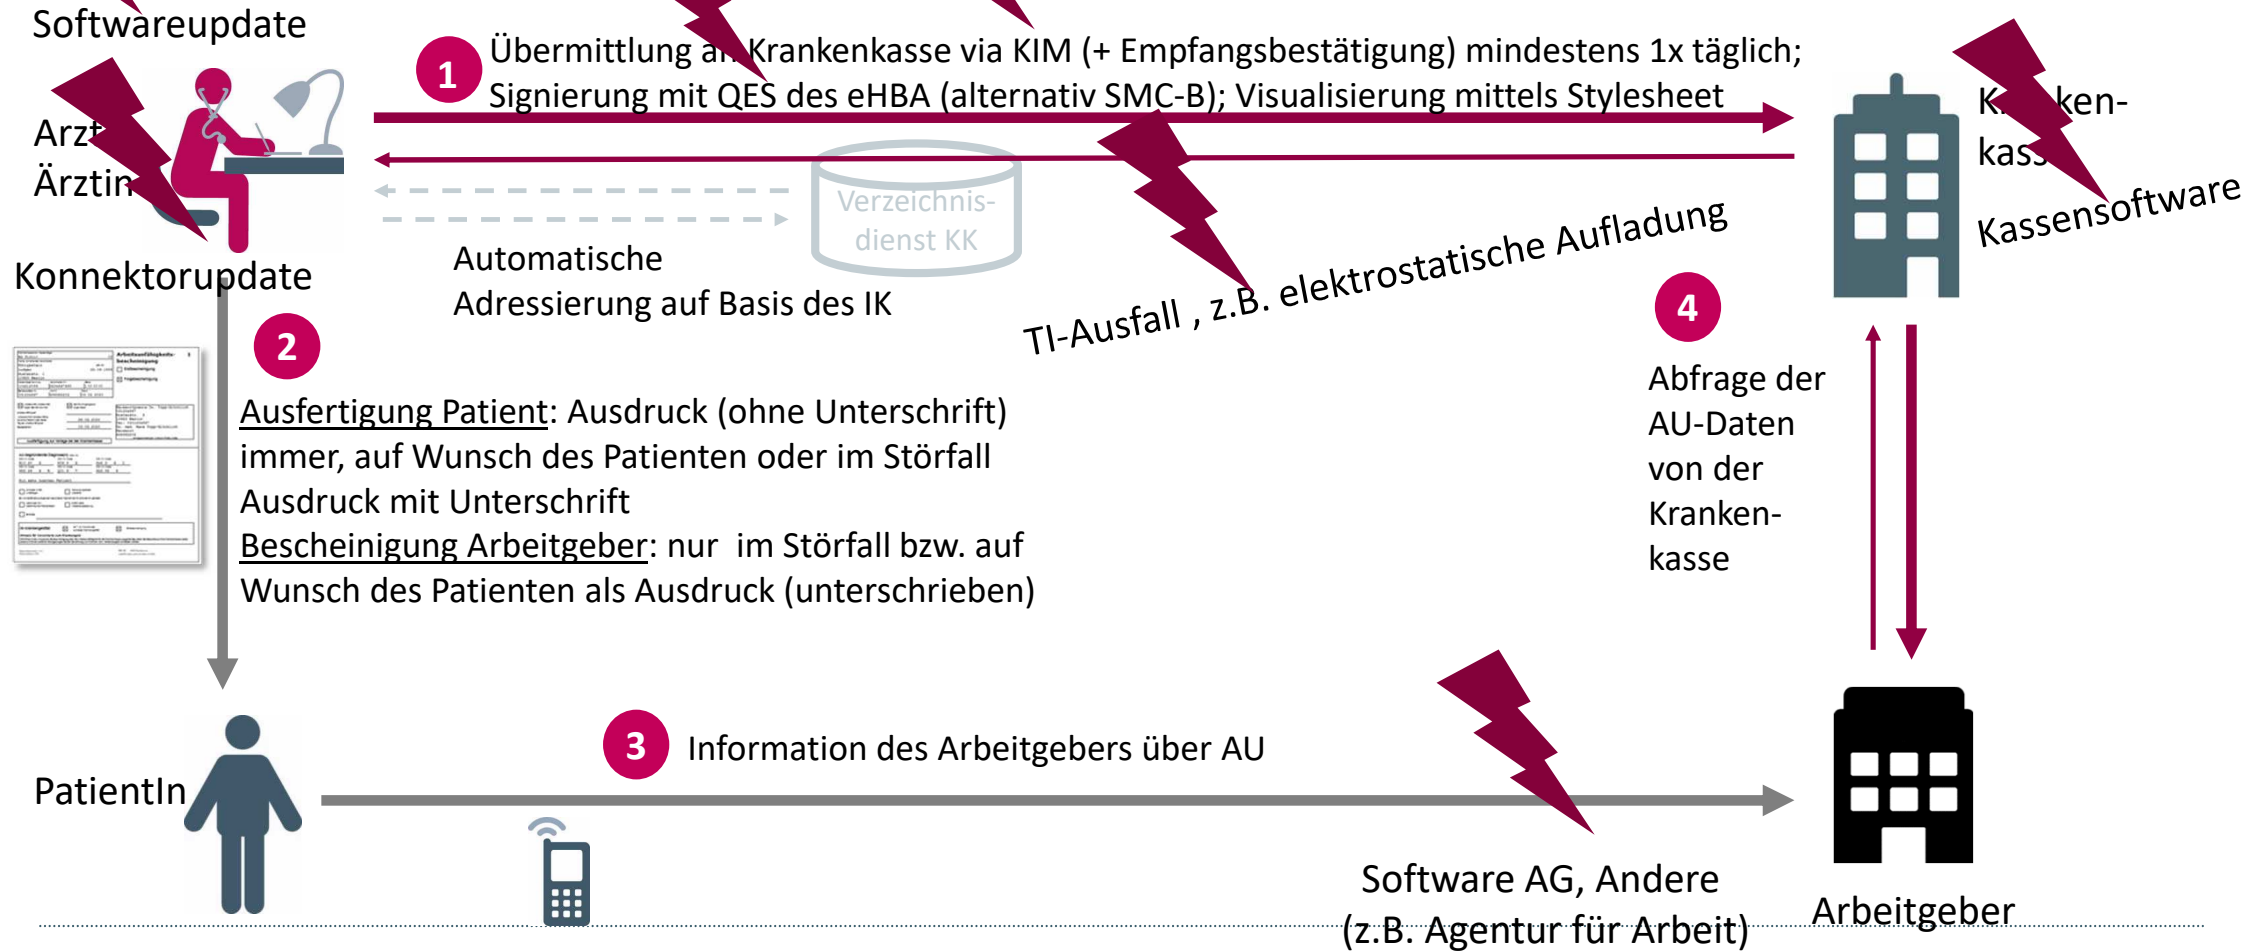 Softwareupdate
1
Übermittlung an Krankenkasse via KIM (+ Empfangsbestätigung) mindestens 1x täglich;
Signierung mit QES des eHBA (alternativ SMC-B); Visualisierung mittels Stylesheet
Arzt
Ärztin
Kranken-
kasse
Kassensoftware
Verzeichnis-
dienst KK
Automatische
Adressierung auf Basis des IK
TI-Ausfall , z.B. elektrostatische Aufladung
Konnektorupdate
2
Arbeitsunfähigkeits-
bescheinigung
Ausfertigung Patient: Ausdruck (ohne Unterschrift)
immer, auf Wunsch des Patienten oder im Störfall
Ausdruck mit Unterschrift
Bescheinigung Arbeitgeber: nur im Störfall bzw. auf
Wunsch des Patienten als Ausdruck (unterschrieben)
4
Abfrage der
AU-Daten
von der
Kranken-
kasse
3
Information des Arbeitgebers über AU
PatientIn
Software AG, Andere
(z.B. Agentur für Arbeit)
Arbeitgeber